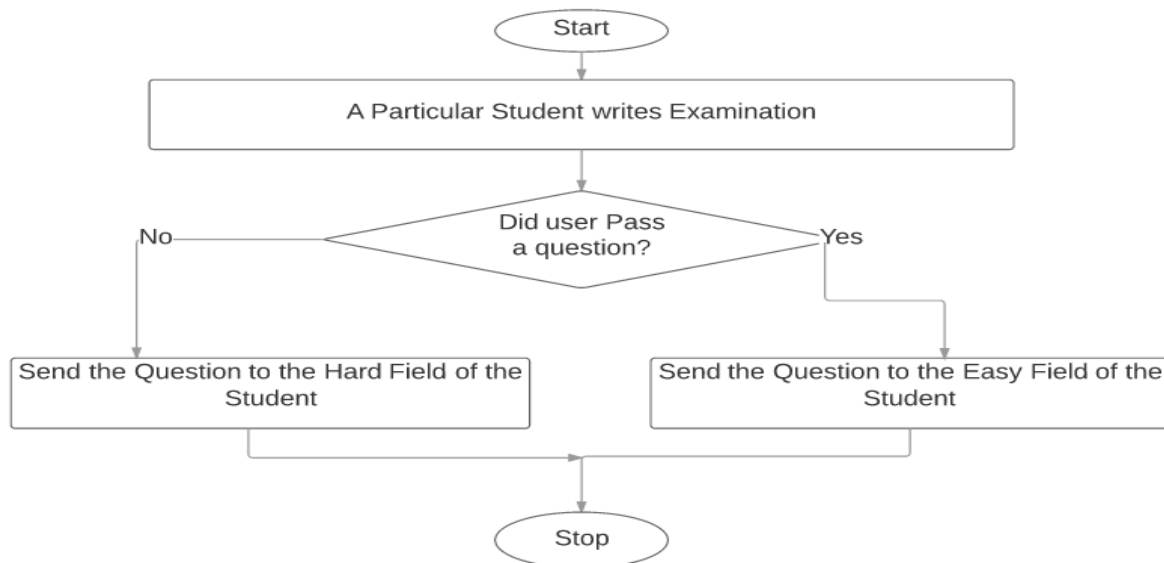 Start
A Particular Student writes Examination
Did user Pass
a question?
No
Yes
Send the Question to the Hard Field of the
Student
Send the Question to the Easy Field of the
Student
Stop